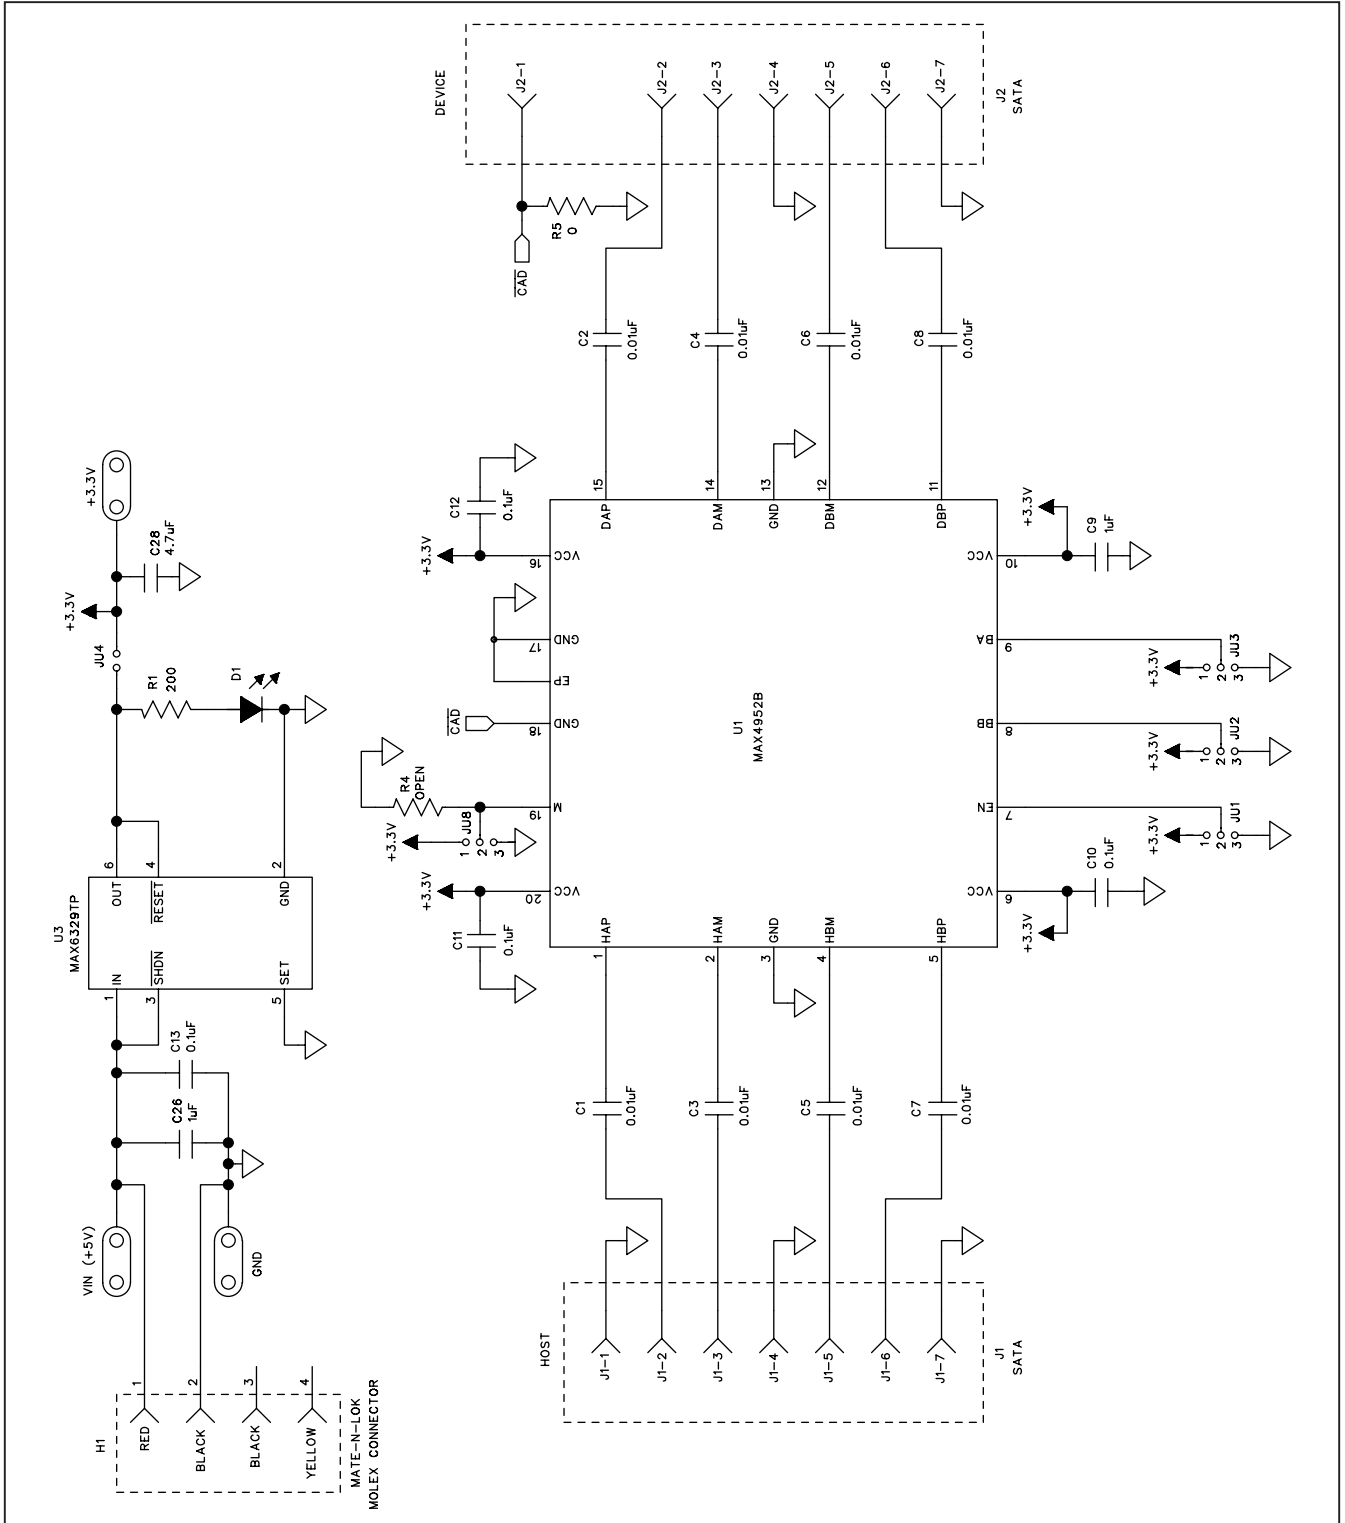 DEVICE
J2-1
J2-2
J2-3
J2-4
J2-5
J2-6
J2-7
J2
SATA
CAD
R5
0
C2
0.01uF
C4
0.01uF
C6
0.01uF
C8
0.01uF
+3.3V
C28
4.7uF
+3.3V
JU4
R1
200
D1
U3
MAX6329TP
OUT
6
RESET
4
GND
2
IN
1
SHDN
3
SET
5
C13
0.1uF
C26
1uF
VIN (+5V)
GND
H1
RED
1
BLACK
2
BLACK
3
YELLOW
4
MATE-N-LOK
MOLEX CONNECTOR
U1
MAX4952B
DAP
15
DAM
14
GND
13
DBM
12
DBP
11
C12
0.1uF
+3.3V
VCC
16
GND
17
EP
CAD
GND
18
R4
OPEN
M
19
JU8
1
2
3
+3.3V
+3.3V
VCC
20
C11
0.1uF
+3.3V
C9
1uF
VCC
10
BA
9
+3.3V
JU3
1
2
3
BB
8
+3.3V
JU2
1
2
3
EN
7
+3.3V
JU1
1
2
3
VCC
6
C10
0.1uF
+3.3V
HAP
1
HAM
2
GND
3
HBM
4
HBP
5
C1
0.01uF
C3
0.01uF
C5
0.01uF
C7
0.01uF
HOST
J1-1
J1-2
J1-3
J1-4
J1-5
J1-6
J1-7
J1
SATA